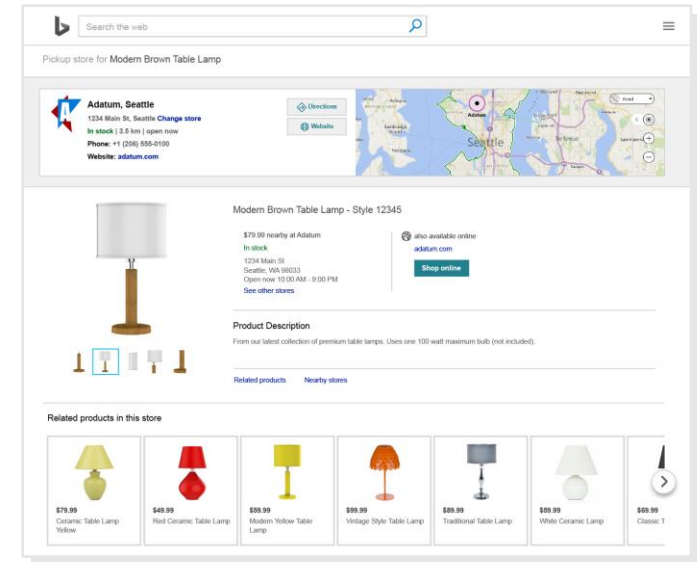 Search the web
Pickup store for Modern Brown Table Lamp
Adatum, Seattle
1234 Main St, Seattle Change store
In stock | 3.5 km | open now
Phone: +1 (206) 555-0100
Website: adatum.com
Directions
Website
Adatum
Seattle
Road
Modern Brown Table Lamp - Style 12345
$79.99 nearby at Adatum
In stock
1234 Main St
Seattle, WA 98033
Open now 10:00 AM - 9:00 PM
See other stores
also available online
adatum.com
Shop online
Product Description
From our latest collection of premium table lamps. Uses one 100 watt maximum bulb (not included).
Related products
Nearby stores
Related products in this store
$79.99
Ceramic Table Lamp
Yellow
$49.99
Red Ceramic Table Lamp
$59.99
Modern Yellow Table
Lamp
$99.99
Vintage Style Table Lamp
$89.99
Traditional Table Lamp
$59.99
White Ceramic Lamp
$69.99
Classic T